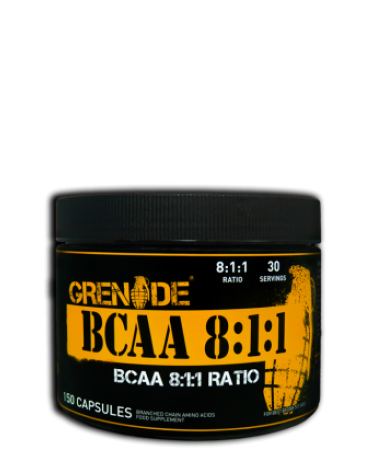 8:1:1 30
RATIO SERVINGS
GRENADE®
BCAA 8:1:1
BCAA 8:1:1 RATIO
150 CAPSULES BRANCHED CHAIN AMINO ACIDS
FOOD SUPPLEMENT